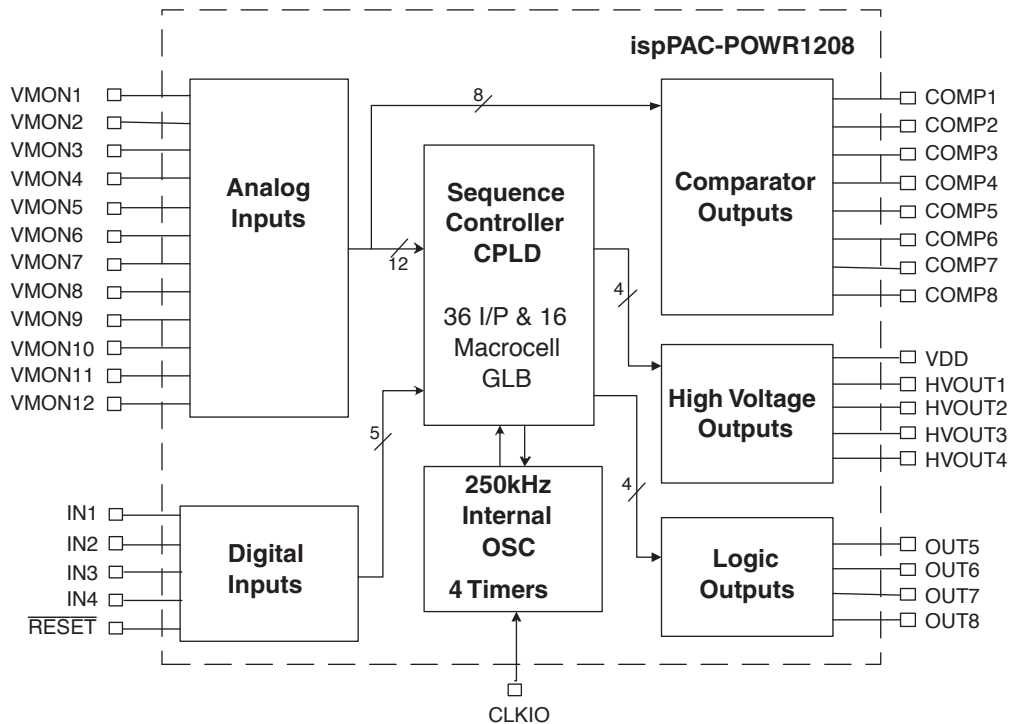 ispPAC-POWR1208
VMON1
VMON2
VMON3
VMON4
VMON5
VMON6
VMON7
VMON8
VMON9
VMON10
VMON11
VMON12
Analog
Inputs
8
12
Sequence
Controller
CPLD
36 I/P & 16
Macrocell
GLB
Comparator
Outputs
COMP1
COMP2
COMP3
COMP4
COMP5
COMP6
COMP7
COMP8
4
High Voltage
Outputs
VDD
HVOUT1
HVOUT2
HVOUT3
HVOUT4
5
4
IN1
IN2
IN3
IN4
RESET
Digital
Inputs
250kHz
Internal
OSC
4 Timers
Logic
Outputs
OUT5
OUT6
OUT7
OUT8
CLKIO